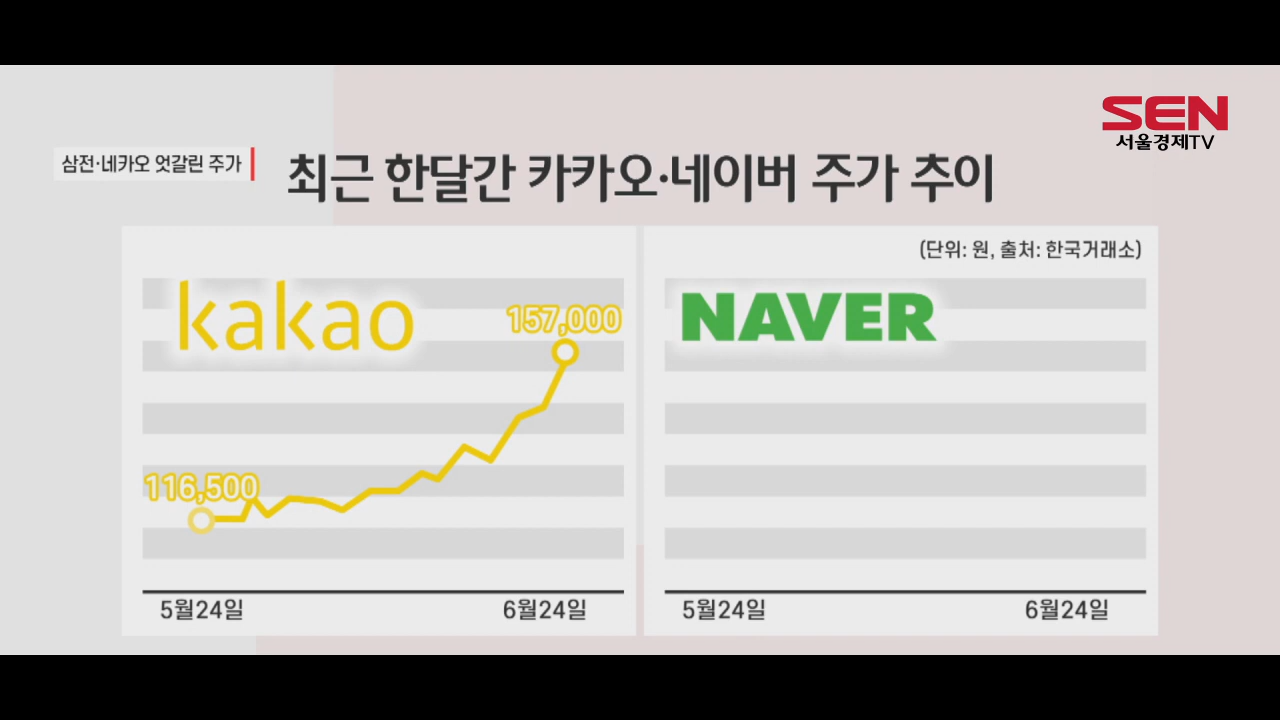 SEN
서울경제TV
삼전·네카오 엇갈린 주가
최근 한달간 카카오·네이버 주가 추이
(단위: 원, 출처: 한국거래소)
kakao
157,000
116,500
5월24일
6월24일
NAVER
5월24일
6월24일